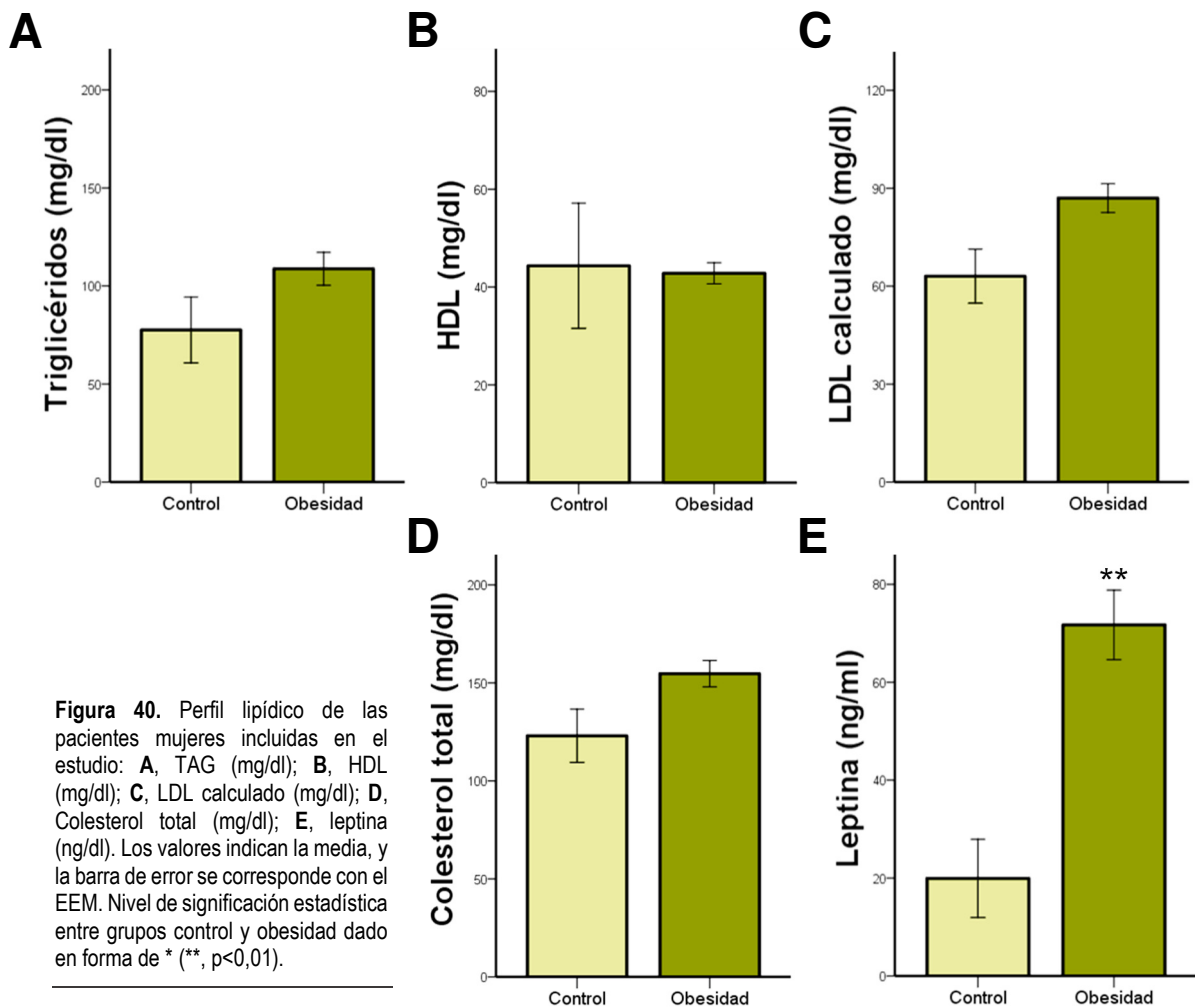 A
Triglicéridos (mg/dl)
200
150
100
50
0
Control Obesidad
B
HDL (mg/dl)
80
60
40
20
0
Control Obesidad
C
LDL calculado (mg/dl)
120
90
60
30
0
Control Obesidad
D
Colesterol total (mg/dl)
200
150
100
50
0
Control Obesidad
E
Leptina (ng/ml)
80
60
40
20
0
**
Control Obesidad
Figura 40. Perfil lipídico de las
pacientes mujeres incluidas en el
estudio: A, TAG (mg/dl); B, HDL
(mg/dl); C, LDL calculado (mg/dl); D,
Colesterol total (mg/dl); E, leptina
(ng/dl). Los valores indican la media, y
la barra de error se corresponde con el
EEM. Nivel de significación estadística
entre grupos control y obesidad dado
en forma de * (**, p<0,01).